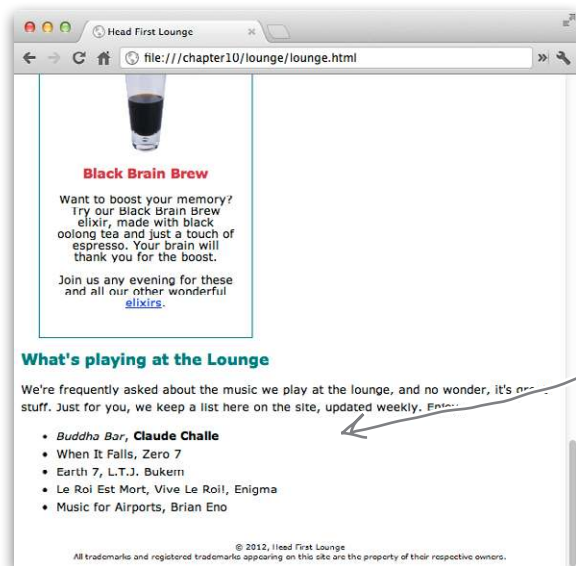 Head First Lounge
file:///chapter10/lounge/lounge.html
Black Brain Brew
Want to boost your memory?
Try our Black Brain Brew
elixir, made with black
oolong tea and just a touch of
espresso. Your brain will
thank you for the boost.
Join us any evening for these
and all our other wonderful
elixirs.
What's playing at the Lounge
We're frequently asked about the music we play at the lounge, and no wonder, it's
stuff. Just for you, we keep a list here on the site, updated weekly.
• Buddha Bar, Claude Challe
• When It Falls, Zero 7
• Earth 7, L.T.J. Bukem
• Le Roi Est Mort, Vive Le Roi!, Enigma
• Music for Airports, Brian Eno
© 2012, Head First Lounge
All trademarks and registered trademarks appearing on this site are the property of their respective owners.